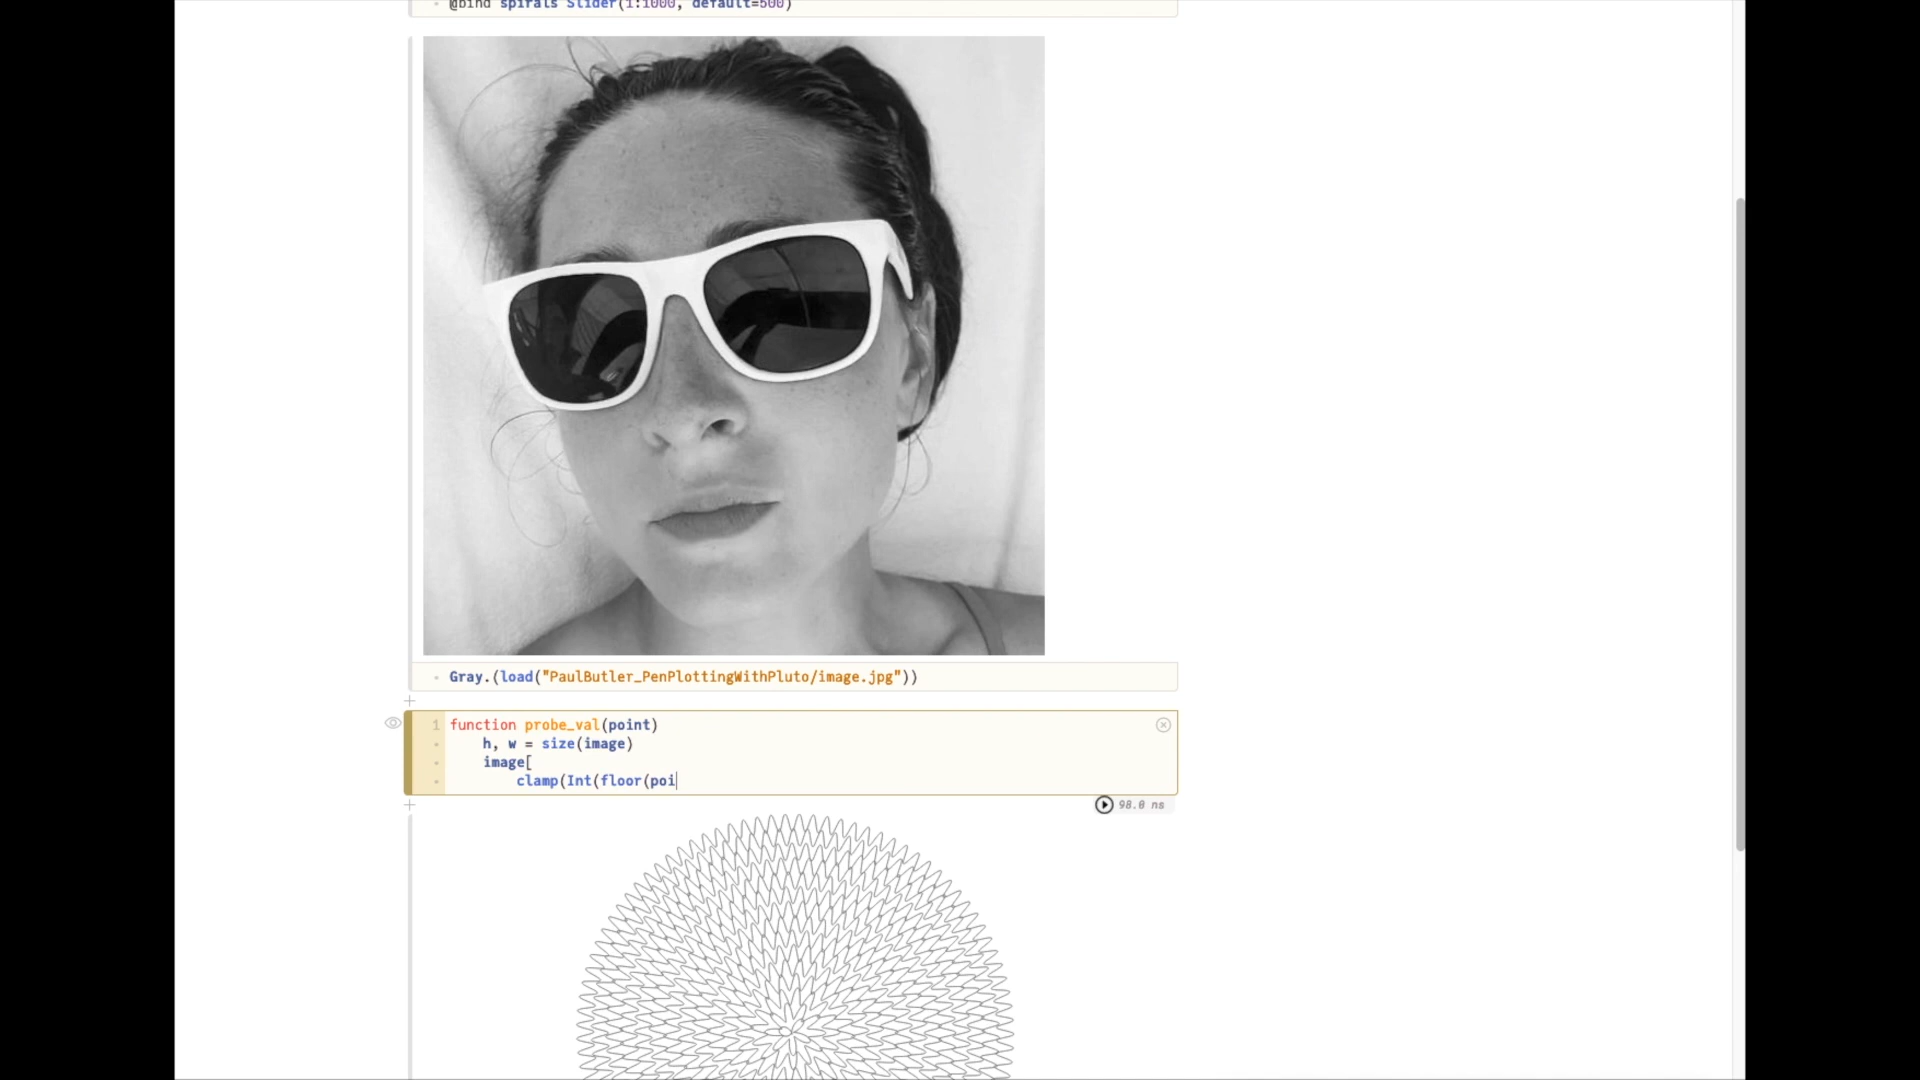 @bind spirals Slider(1:1000, default=500)
Gray.(load("PaulButler_PenPlottingWithPluto/image.jpg"))
1 function probe_val(point)
h, w = size(image)
image[
clamp(Int(floor(poi
98.0 ns